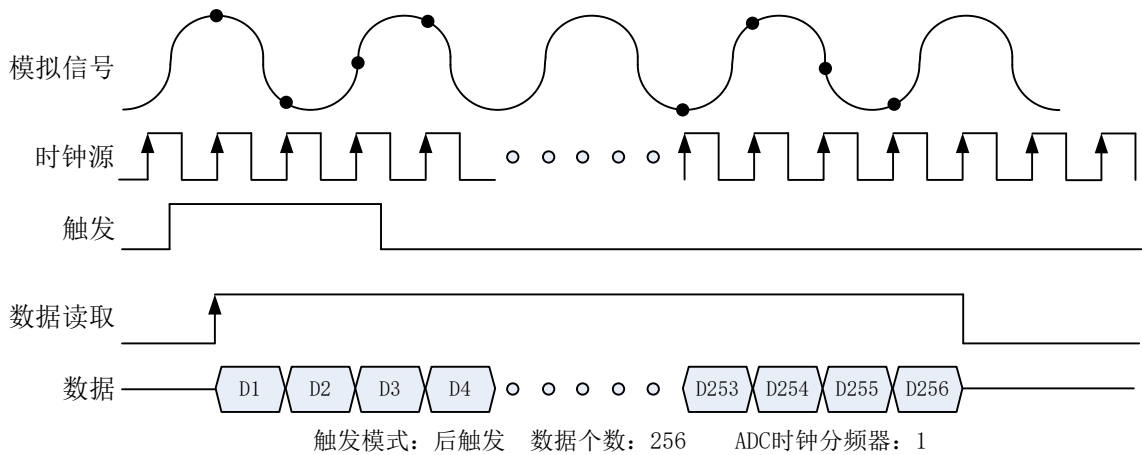 模拟信号
时钟源
触发
数据读取
数据 D1 D2 D3 D4 D253 D254 D255 D256
触发模式：后触发 数据个数：256 ADC时钟分频器：1